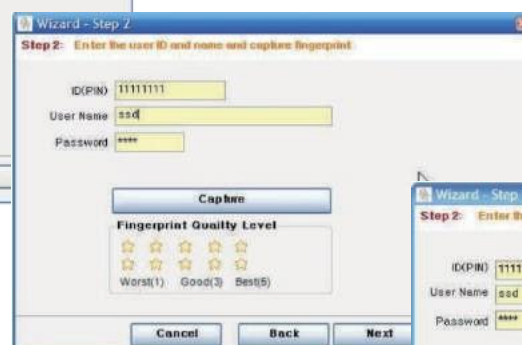 Wizard - Step 2
Step 2: Enter the user ID and name and capture fingerprint
ID(PIN) 11111111
User Name ssd
Password ****
Capture
Fingerprint Quality Level
Worst(1) Good(3) Best(5)
Cancel Back Next
Wizard - Step
Step 2: Enter th
ID(PIN) 1111
User Name ssd
Password ****